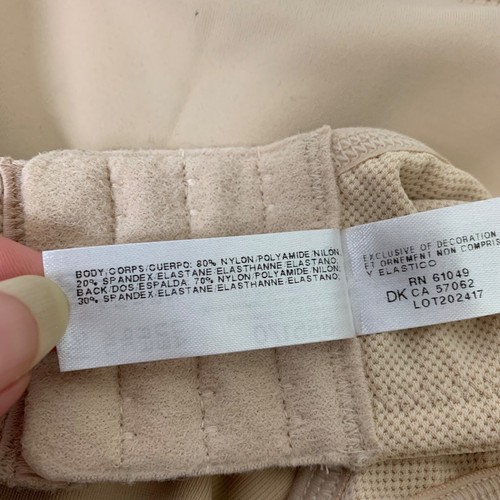 BODY/CORPS/CUERPO: 80% NYLON/POLYAMIDE/NILON,
20% SPANDEX/ELASTANE/ELASTHANNE/ELASTANO;
BACK/DOS/ESPALDA: 70% NYLON/POLYAMIDE/NILON;
30% SPANDEX/ELASTANE/ELASTHANNE/ELASTANO;
EXCLUSIVE OF DECORATION
ET ORNEMENT NON COMPRI
Y ELASTICO
RN 61049
DK CA 57062
LOT202417